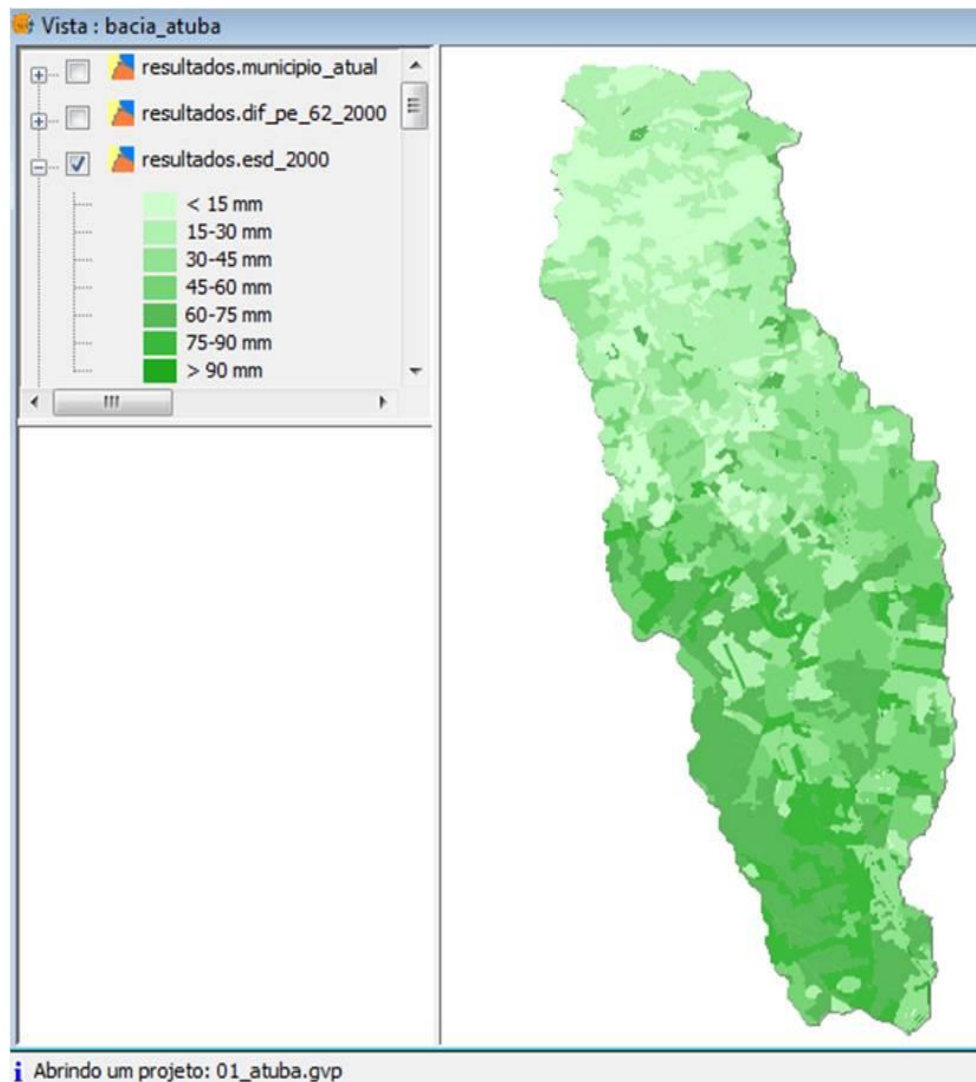 Vista : bacia_atuba
resultados.municipio_atual
resultados.dif_pe_62_2000
resultados.esd_2000
< 15 mm
15-30 mm
30-45 mm
45-60 mm
60-75 mm
75-90 mm
> 90 mm
Abrindo um projeto: 01_atuba.gvp